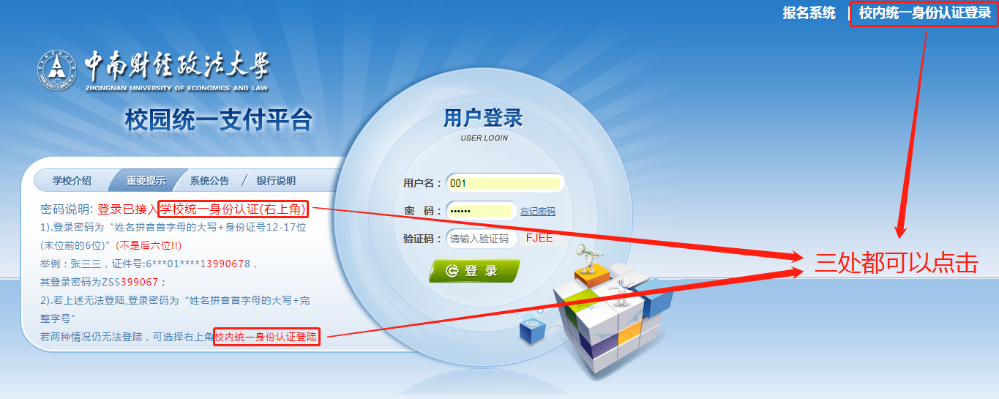 报名系统 | 校内统一身份认证登录
中南财经政法大学
ZHONGNAN UNIVERSITY OF ECONOMICS AND LAW
校园统一支付平台
用户登录
USER LOGIN
学校介绍 重要提示 系统公告 / 银行说明
密码说明: 登录已接入学校统一身份认证(右上角)
1).登录密码为“姓名拼音首字母的大写+身份证号12-17位
(末位前的6位)”(不是后六位!!)
举例：张三三，证件号:6***01****13990678，
其登录密码为ZSS399067；
2).若上述无法登陆,登录密码为“姓名拼音首字母的大写+完
整学号”
若两种情况仍无法登陆，可选择右上角校内统一身份认证登陆
用户名： 001
密 码： •••••• 忘记密码
验证码： 请输入验证码 FJEE
登 录
三处都可以点击
@